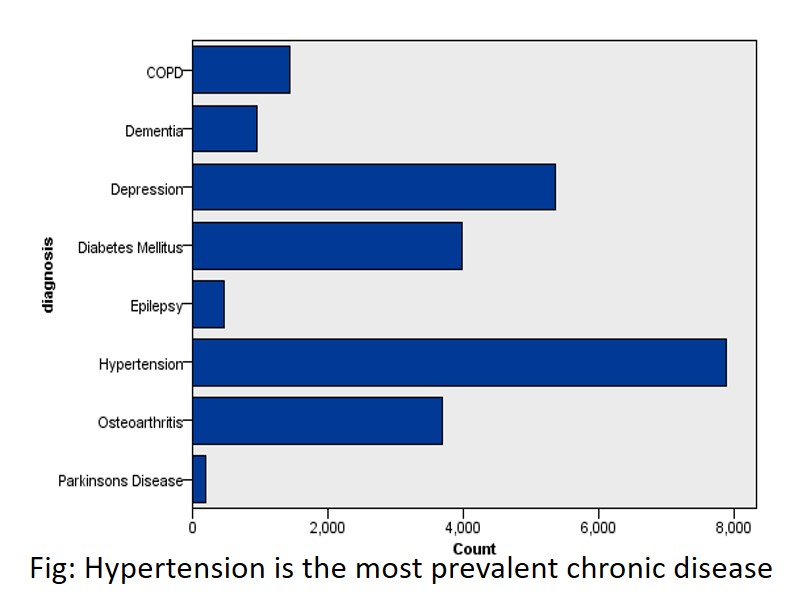 COPD
Dementia
Depression
Diabetes Mellitus
Epilepsy
Hypertension
Osteoarthritis
Parkinsons Disease
diagnosis
0 2,000 4,000 6,000 8,000
Count
Fig: Hypertension is the most prevalent chronic disease